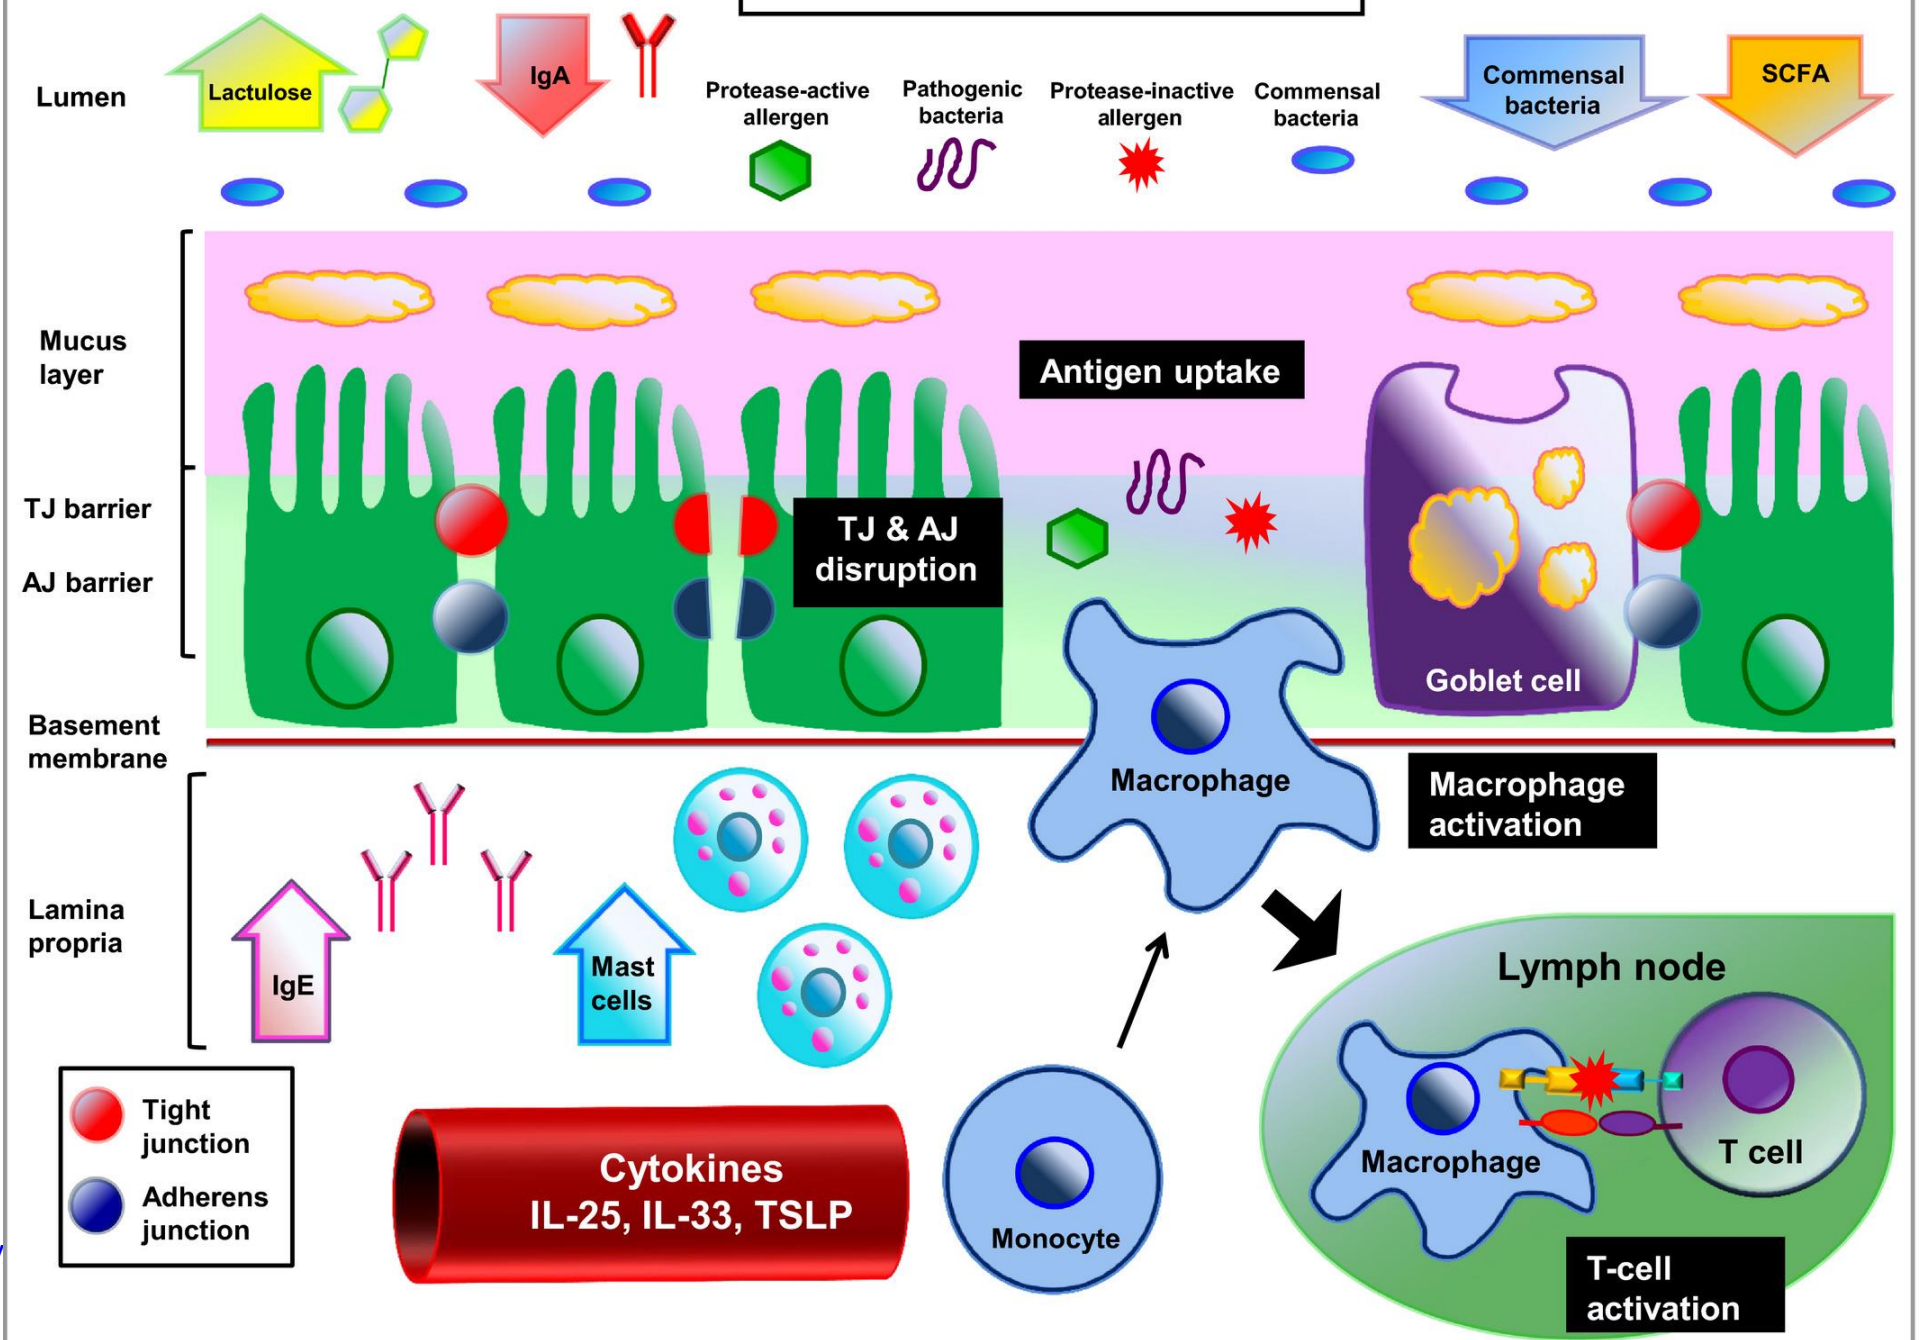 Lumen
Lactulose
IgA
Protease-active
allergen
Pathogenic
bacteria
Protease-inactive
allergen
Commensal
bacteria
Commensal
bacteria
SCFA
Mucus
layer
Antigen uptake
TJ barrier
AJ barrier
TJ & AJ
disruption
Goblet cell
Basement
membrane
Macrophage
Macrophage
activation
Lamina
propria
IgE
Mast
cells
Lymph node
Macrophage
T cell
T-cell
activation
Tight
junction
Adherens
junction
Cytokines
IL-25, IL-33, TSLP
Monocyte